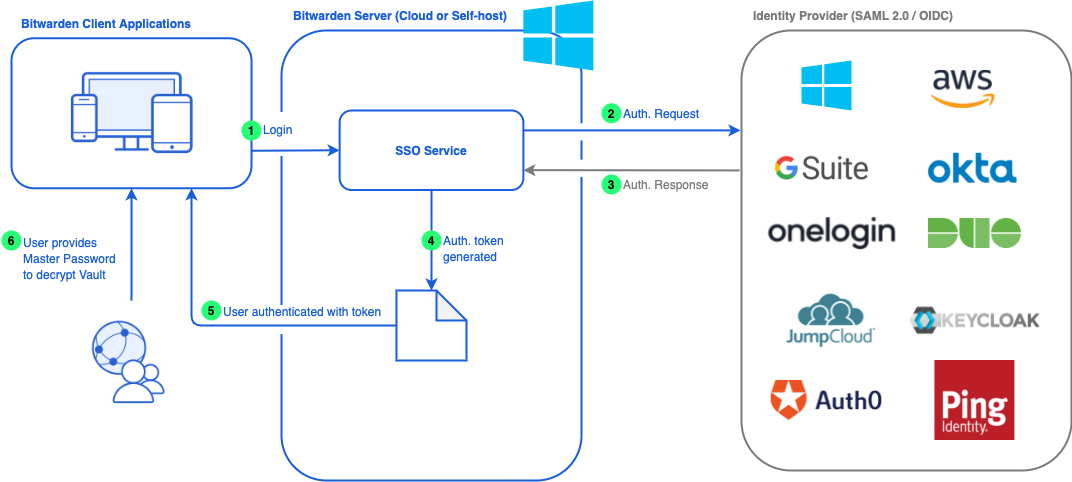 Bitwarden Client Applications
Bitwarden Server (Cloud or Self-host)
Identity Provider (SAML 2.0 / OIDC)
1 Login
SSO Service
2 Auth. Request
3 Auth. Response
4 Auth. token
generated
5 User authenticated with token
6 User provides
Master Password
to decrypt Vault
aws
G Suite
okta
onelogin
DUO
JumpCloud
KEYCLOAK
Auth0
Ping
Identity.